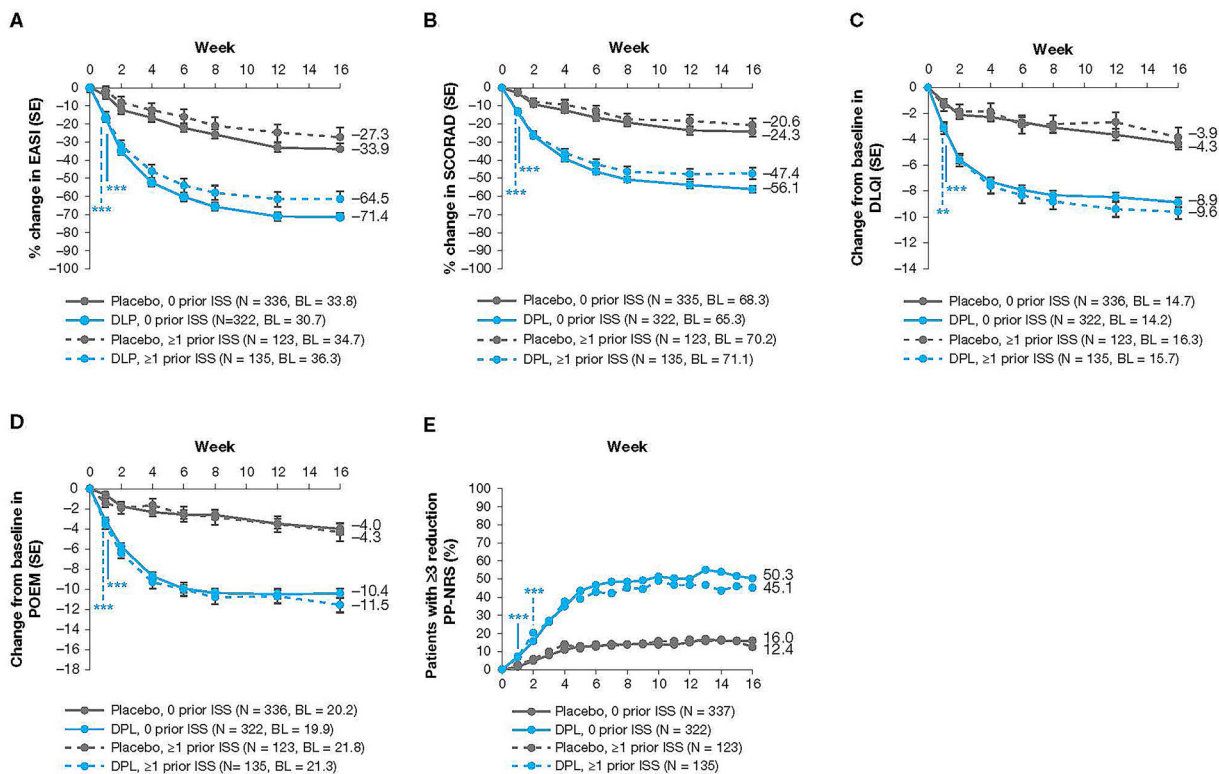 A
Week
0 2 4 6 8 10 12 14 16
% change in EASI (SE)
0
–10
–20
–30
–40
–50
–60
–70
–80
–90
–100
***
***
–27.3
–33.9
–64.5
–71.4
Placebo, 0 prior ISS (N = 336, BL = 33.8)
DLP, 0 prior ISS (N=322, BL = 30.7)
Placebo, ≥1 prior ISS (N = 123, BL = 34.7)
DLP, ≥1 prior ISS (N = 135, BL = 36.3)
B
Week
0 2 4 6 8 10 12 14 16
% change in SCORAD (SE)
0
–10
–20
–30
–40
–50
–60
–70
–80
–90
–100
***
***
–20.6
–24.3
–47.4
–56.1
Placebo, 0 prior ISS (N = 335, BL = 68.3)
DPL, 0 prior ISS (N = 322, BL = 65.3)
Placebo, ≥1 prior ISS (N = 123, BL = 70.2)
DPL, ≥1 prior ISS (N = 135, BL = 71.1)
C
Week
0 2 4 6 8 10 12 14 16
Change from baseline in
DLQI (SE)
0
–2
–4
–6
–8
–10
–12
–14
***
**
–3.9
–4.3
–8.9
–9.6
Placebo, 0 prior ISS (N = 336, BL = 14.7)
DPL, 0 prior ISS (N = 322, BL = 14.2)
Placebo, ≥1 prior ISS (N = 123, BL = 16.3)
DPL, ≥1 prior ISS (N = 135, BL = 15.7)
D
Week
0 2 4 6 8 10 12 14 16
Change from baseline in
POEM (SE)
0
–2
–4
–6
–8
–10
–12
–14
–16
–18
***
***
–4.0
–4.3
–10.4
–11.5
Placebo, 0 prior ISS (N = 336, BL = 20.2)
DPL, 0 prior ISS (N = 322, BL = 19.9)
Placebo, ≥1 prior ISS (N = 123, BL = 21.8)
DPL, ≥1 prior ISS (N = 135, BL = 21.3)
E
Week
Patients with ≥3 reduction
PP-NRS (%)
100
90
80
70
60
50
40
30
20
10
0
***
***
50.3
45.1
16.0
12.4
0 2 4 6 8 10 12 14 16
Placebo, 0 prior ISS (N = 337)
DPL, 0 prior ISS (N = 322)
Placebo, ≥1 prior ISS (N = 123)
DPL, ≥1 prior ISS (N = 135)